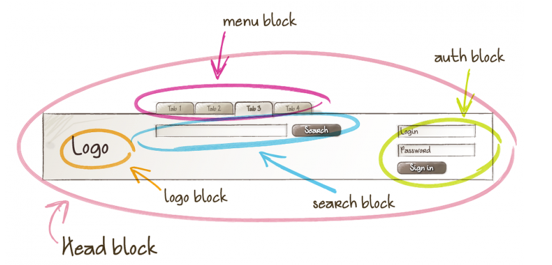 menu block
auth block
Tab 1
Tab 2
Tab 3
Tab 4
Login
Search
Logo
Password
Sign in
logo block
search block
Head block